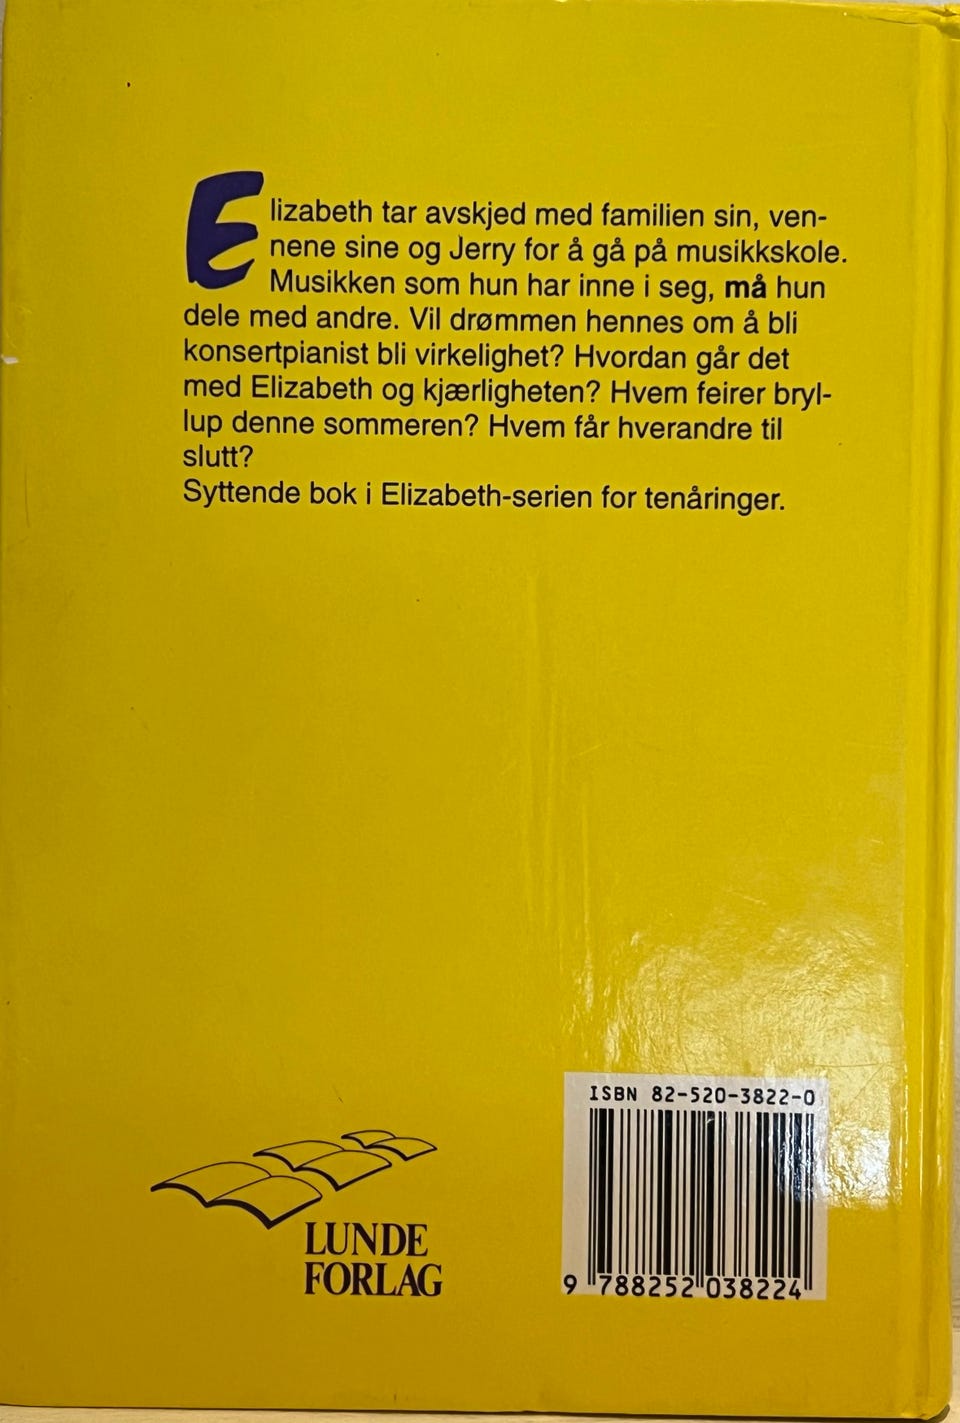 Elizabeth tar avskjed med familien sin, ven-
nene sine og Jerry for å gå på musikkskole.
Musikken som hun har inne i seg, må hun
dele med andre. Vil drømmen hennes om å bli
konsertpianist bli virkelighet? Hvordan går det
med Elizabeth og kjærligheten? Hvem feirer bryl-
lup denne sommeren? Hvem får hverandre til
slutt?
Syttende bok i Elizabeth-serien for tenåringer.
LUNDE
FORLAG
ISBN 82-520-3822-0
9 788252 038224